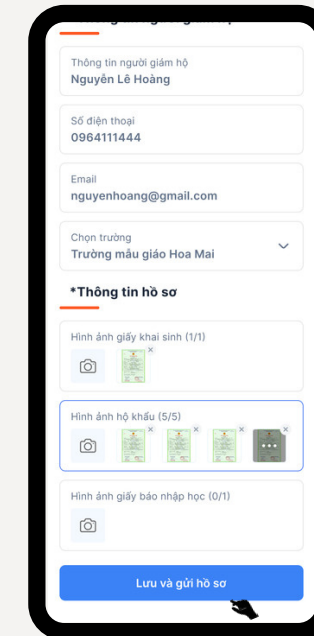 Thông tin người giám hộ
Nguyễn Lê Hoàng
Số điện thoại
0964111444
Email
nguyenhoang@gmail.com
Chọn trường
Trường mẫu giáo Hoa Mai
*Thông tin hồ sơ
Hình ảnh giấy khai sinh (1/1)
Hình ảnh hộ khẩu (5/5)
Hình ảnh giấy báo nhập học (0/1)
Lưu và gửi hồ sơ